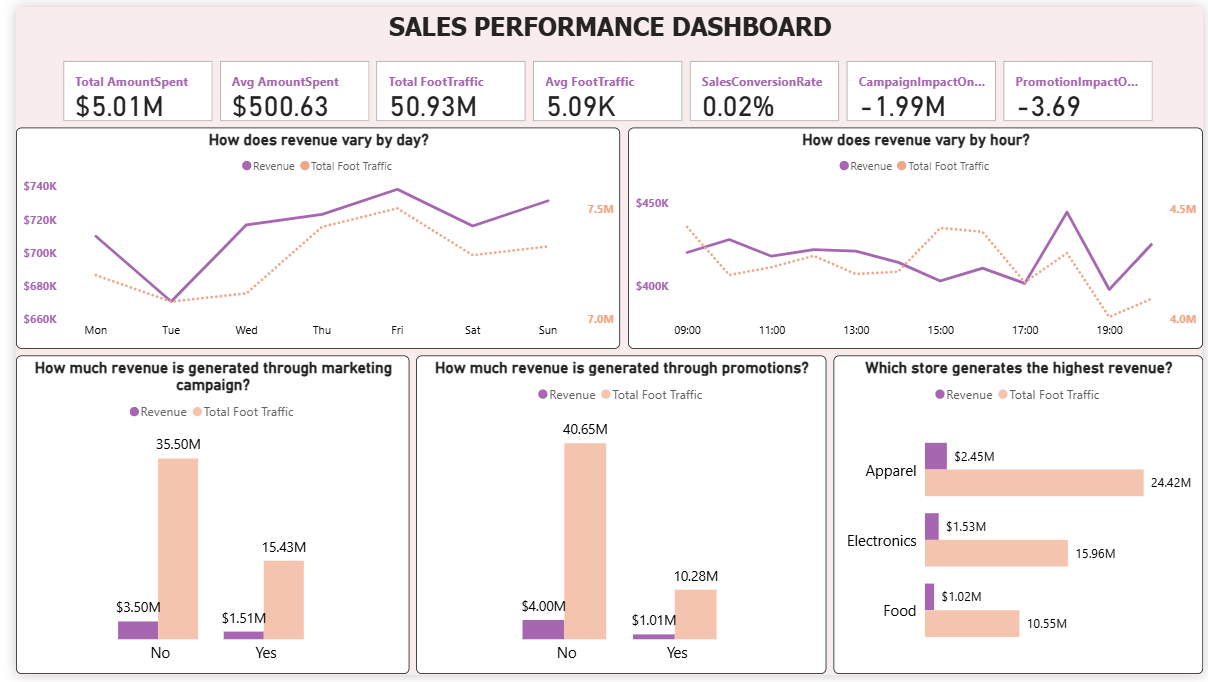 SALES PERFORMANCE DASHBOARD
Total AmountSpent
$5.01M
Avg AmountSpent
$500.63
Total FootTraffic
50.93M
Avg FootTraffic
5.09K
SalesConversionRate
0.02%
CampaignImpactOn...
-1.99M
PromotionImpactO...
-3.69
How does revenue vary by day?
Revenue Total Foot Traffic
$740K
$720K
$700K
$680K
$660K
7.5M
7.0M
Mon Tue Wed Thu Fri Sat Sun
How does revenue vary by hour?
Revenue Total Foot Traffic
$450K
$400K
4.5M
4.0M
09:00 11:00 13:00 15:00 17:00 19:00
How much revenue is generated through marketing
campaign?
Revenue Total Foot Traffic
35.50M
15.43M
$3.50M
$1.51M
No Yes
How much revenue is generated through promotions?
Revenue Total Foot Traffic
40.65M
10.28M
$4.00M
$1.01M
No Yes
Which store generates the highest revenue?
Revenue Total Foot Traffic
Apparel
$2.45M
24.42M
Electronics
$1.53M
15.96M
Food
$1.02M
10.55M